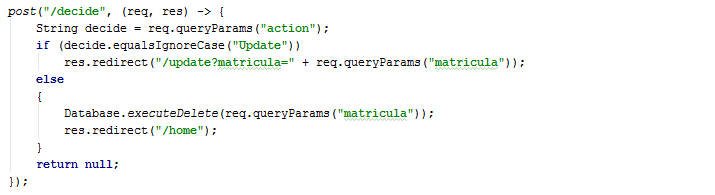 post("/decide", (req, res) -> {
    String decide = req.queryParams("action");
    if (decide.equalsIgnoreCase("Update"))
        res.redirect("/update?matricula=" + req.queryParams("matricula"));
    else
    {
        Database.executeDelete(req.queryParams("matricula"));
        res.redirect("/home");
    }
    return null;
});